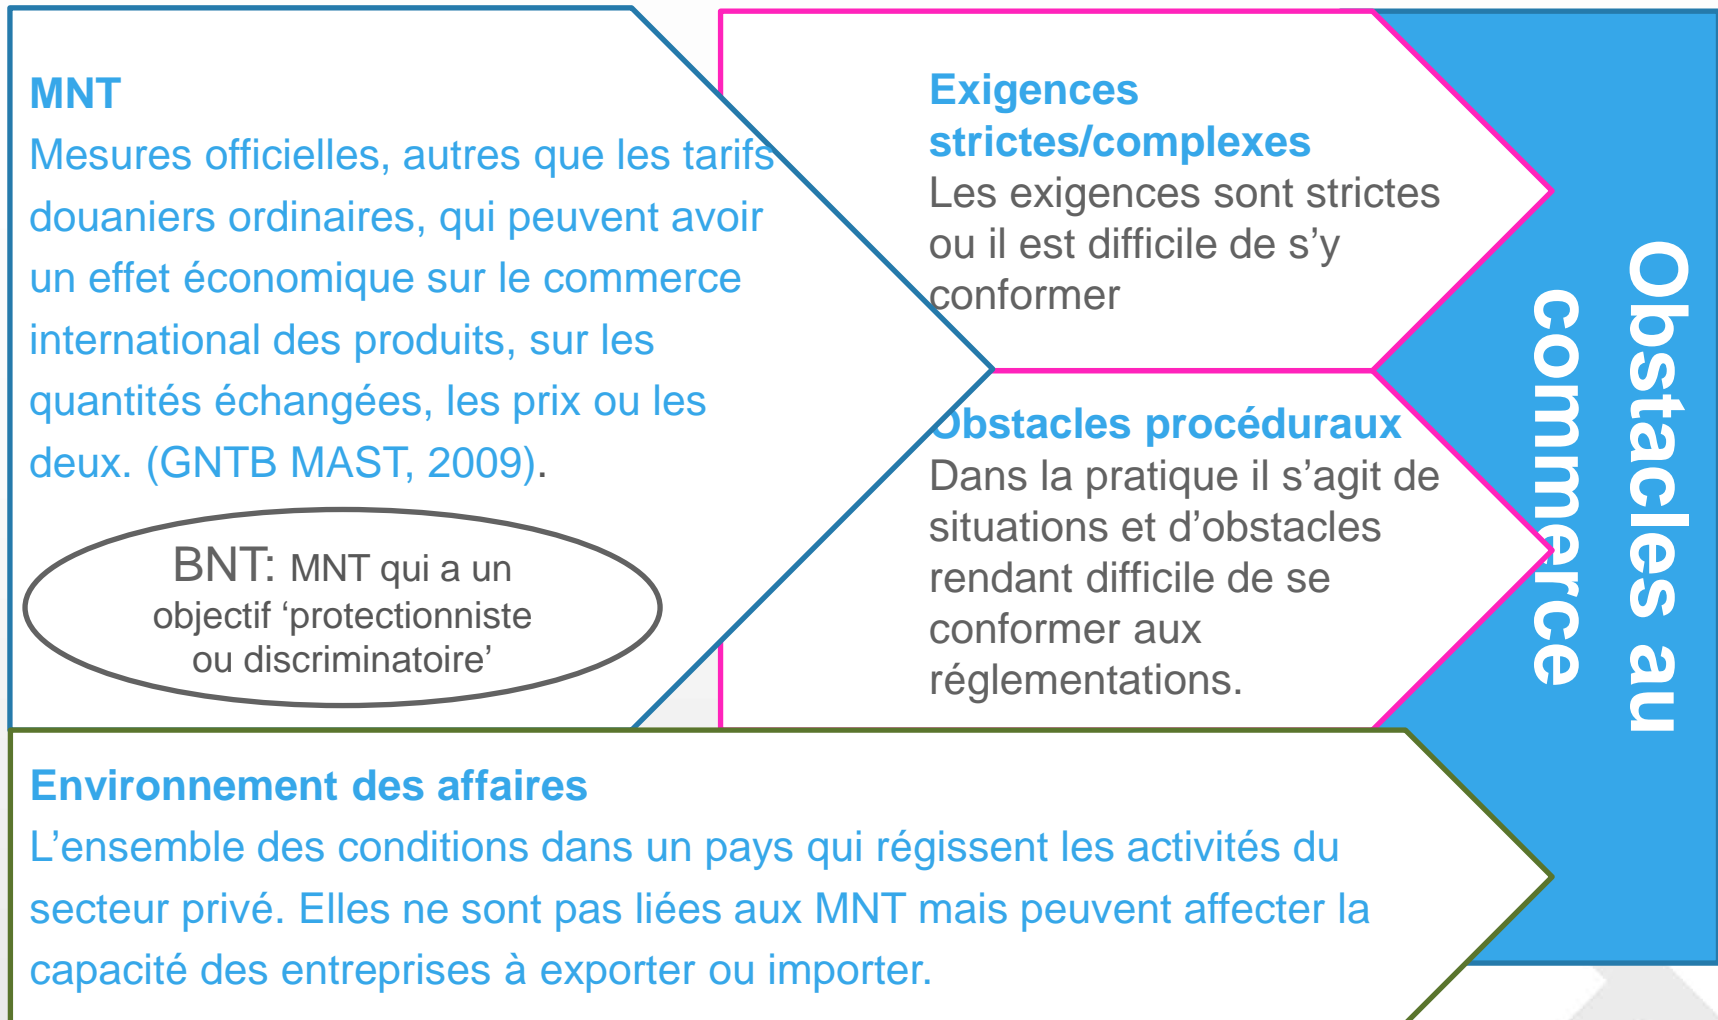 MNT
Mesures officielles, autres que les tarifs
douaniers ordinaires, qui peuvent avoir
un effet économique sur le commerce
international des produits, sur les
quantités échangées, les prix ou les
deux. (GNTB MAST, 2009).
BNT: MNT qui a un
objectif ‘protectionniste
ou discriminatoire’
Exigences
strictes/complexes
Les exigences sont strictes
ou il est difficile de s’y
conformer
Obstacles procéduraux
Dans la pratique il s’agit de
situations et d’obstacles
rendant difficile de se
conformer aux
réglementations.
Obstacles au
commerce
Environnement des affaires
L’ensemble des conditions dans un pays qui régissent les activités du
secteur privé. Elles ne sont pas liées aux MNT mais peuvent affecter la
capacité des entreprises à exporter ou importer.